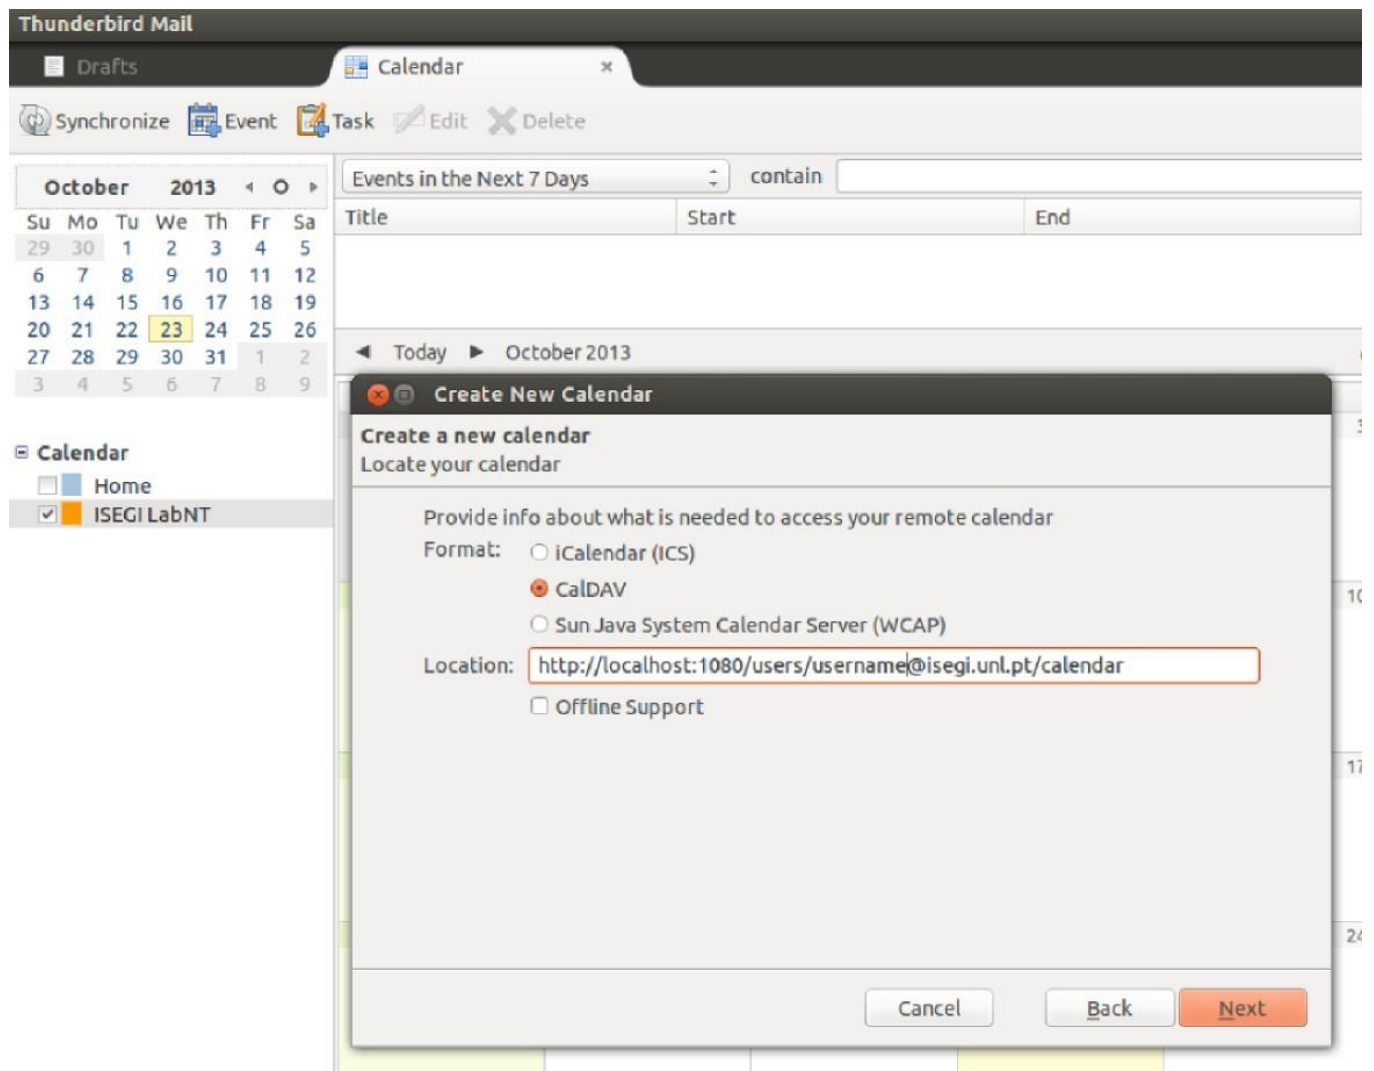 Thunderbird Mail
Drafts
Calendar
Synchronize Event Task Edit Delete
October 2013
Su Mo Tu We Th Fr Sa
29 30 1 2 3 4 5
6 7 8 9 10 11 12
13 14 15 16 17 18 19
20 21 22 23 24 25 26
27 28 29 30 31 1 2
3 4 5 6 7 8 9
Calendar
Home
ISEGI LabNT
Events in the Next 7 Days contain
Title Start End
Today October 2013
Create New Calendar
Create a new calendar
Locate your calendar
Provide info about what is needed to access your remote calendar
Format: iCalendar (ICS)
CalDAV
Sun Java System Calendar Server (WCAP)
Location: http://localhost:1080/users/username@isegi.unl.pt/calendar
Offline Support
Cancel Back Next
10
17
24